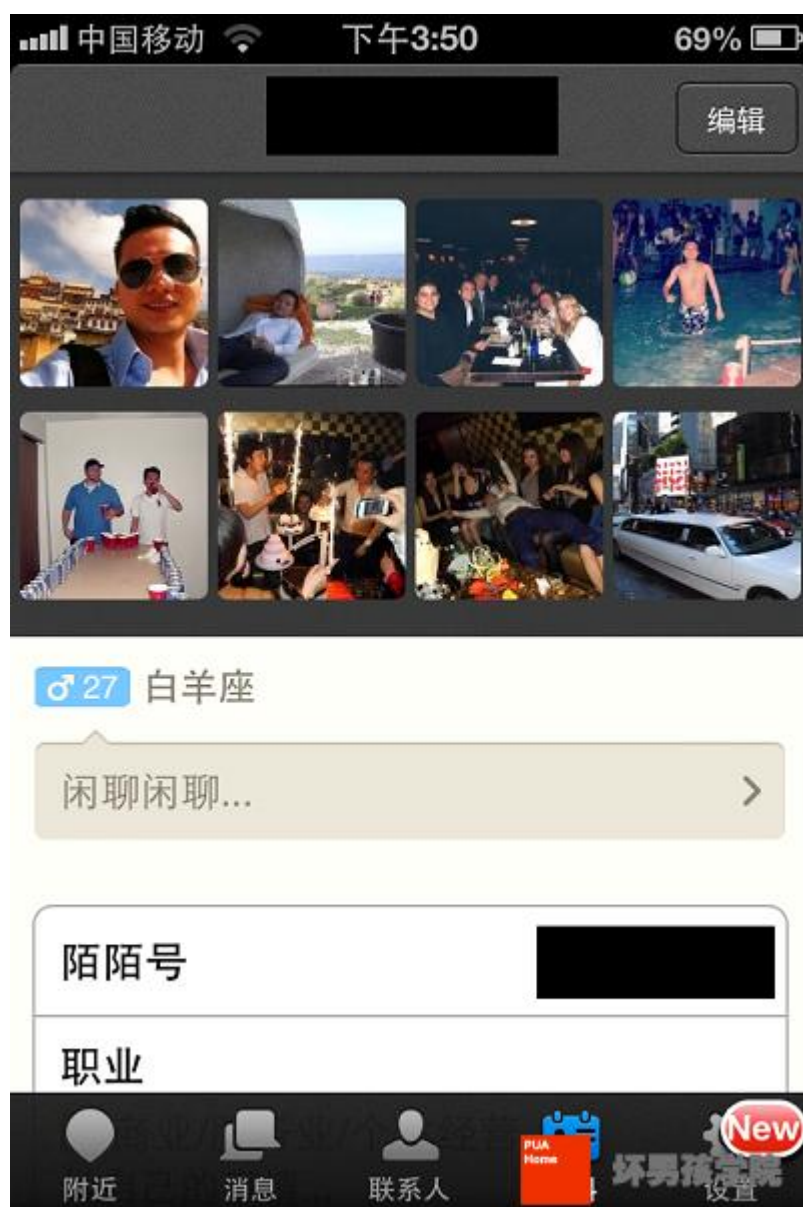 中国移动 下午3:50 69%
编辑
♂27 白羊座
闲聊闲聊...
陌陌号
职业
附近 消息 联系人 设置
New
PUA
Home
坏男孩学院